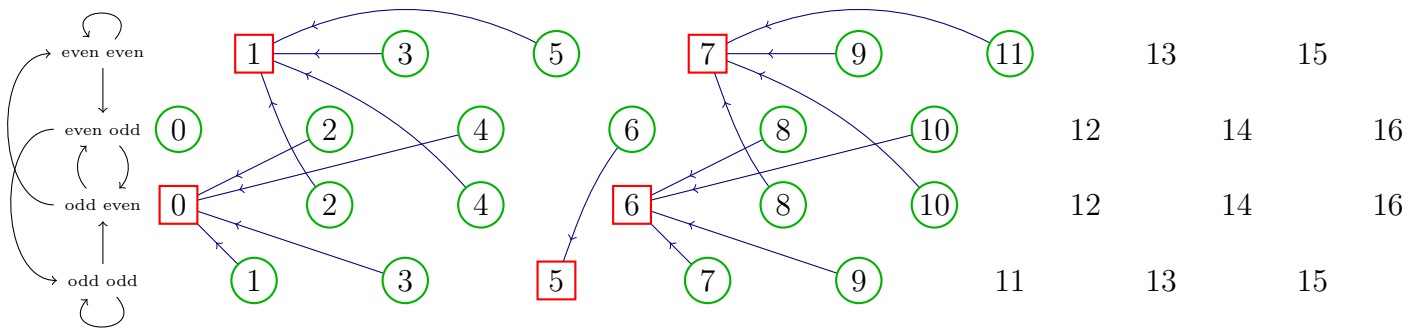 even even 1 3 5 7 9 11 13 15
even odd 0 2 4 6 8 10 12 14 16
odd even 0 2 4 6 8 10 12 14 16
odd odd 1 3 5 7 9 11 13 15